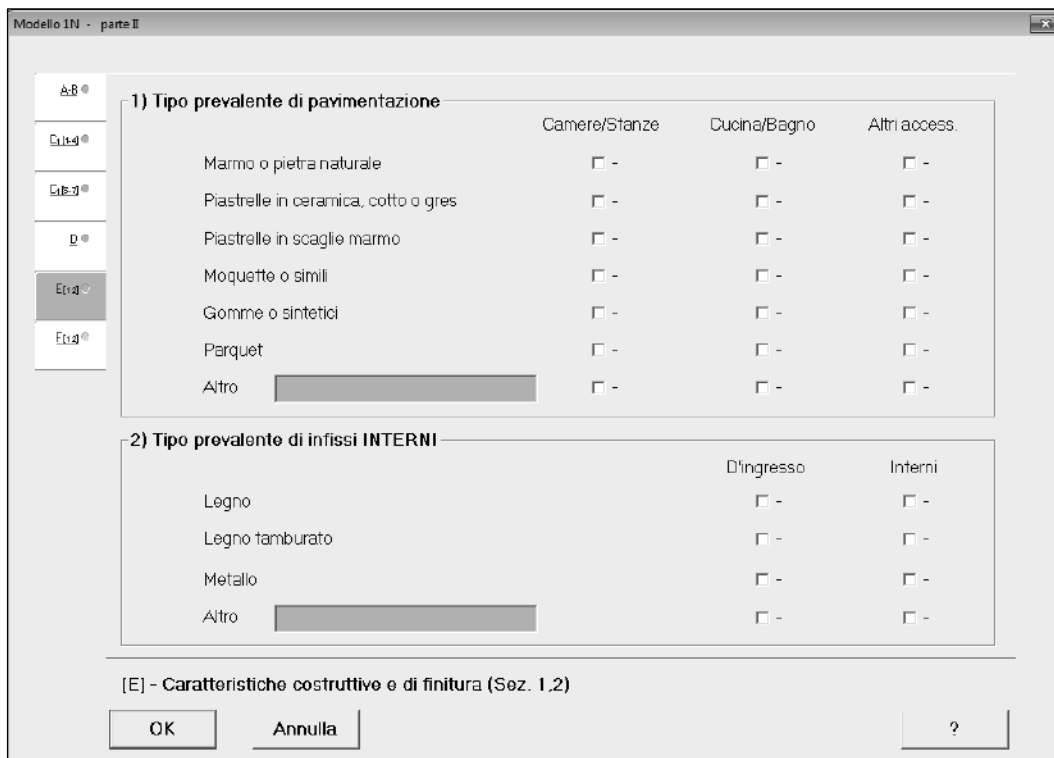 Modello 1N - parte II
A-B
1) Tipo prevalente di pavimentazione
Camere/Stanze Cucina/Bagno Altri access.
Marmo o pietra naturale - - -
Piastrelle in ceramica, cotto o gres - - -
Piastrelle in scaglie marmo - - -
Moquette o simili - - -
Gomme o sintetici - - -
Parquet - - -
Altro - - -
D
2) Tipo prevalente di infissi INTERNI
D'ingresso Interni
Legno - -
Legno tamburato - -
Metallo - -
Altro - -
[E] - Caratteristiche costruttive e di finitura (Sez. 1,2)
OK Annulla ?